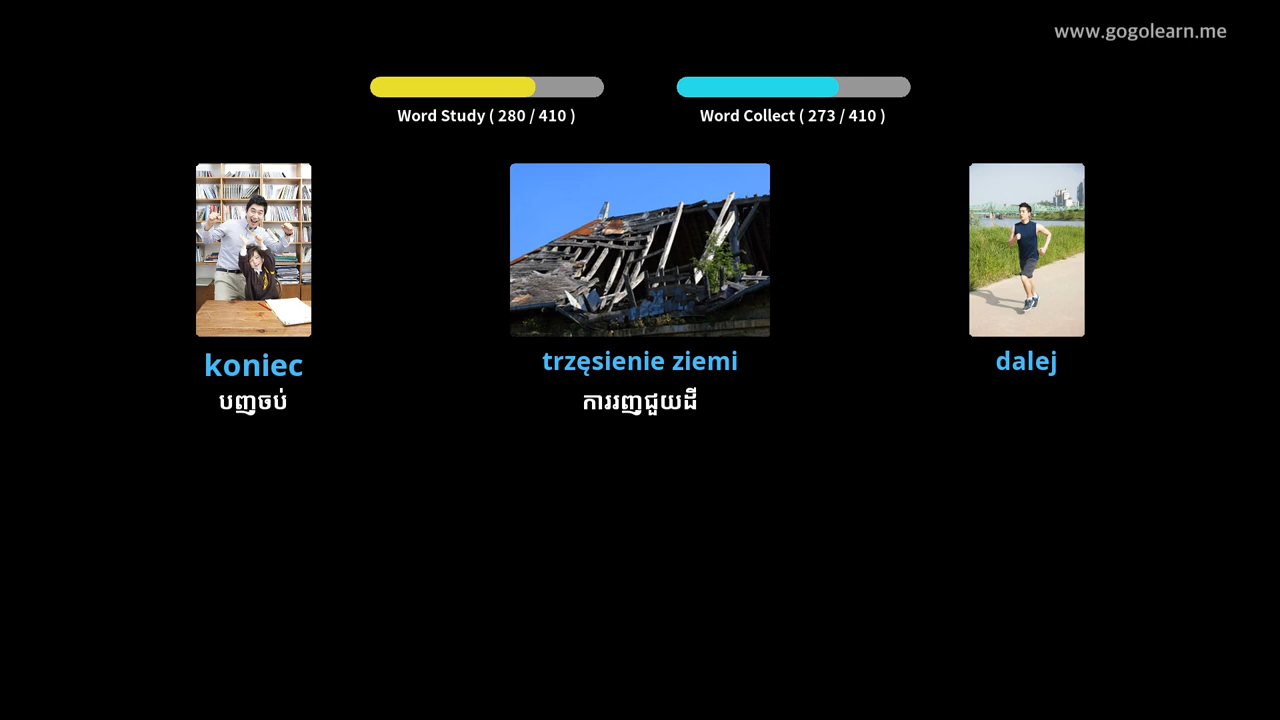 www.gogolearn.me
Word Study ( 280 / 410 )
Word Collect ( 273 / 410 )
koniec
trzęsienie ziemi
dalej
បញ្ចប់
ការរញ្ជួយដី